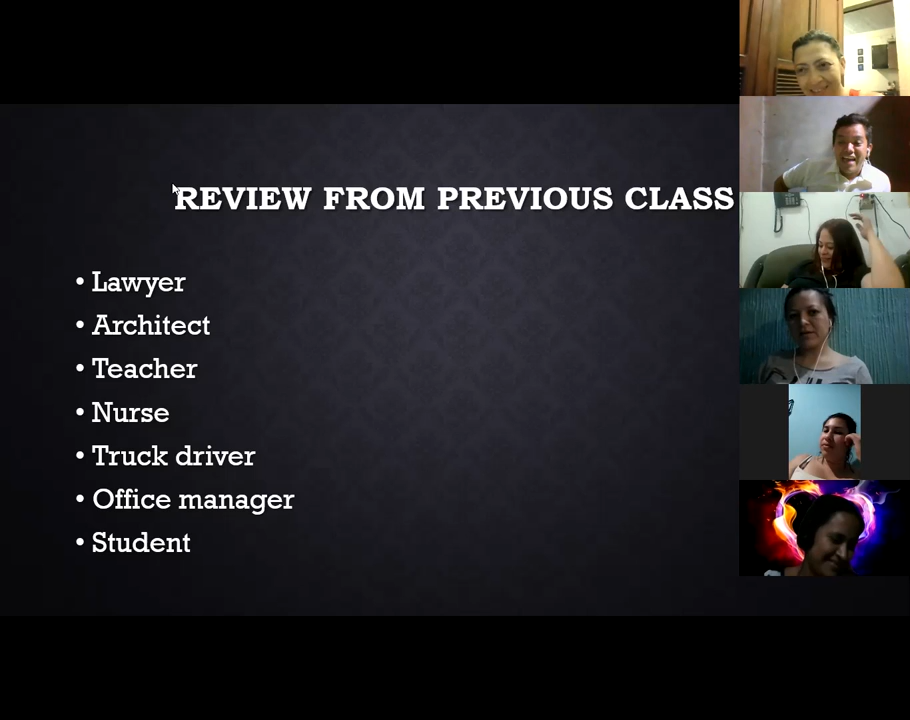 REVIEW FROM PREVIOUS CLASS
• Lawyer
• Architect
• Teacher
• Nurse
• Truck driver
• Office manager
• Student